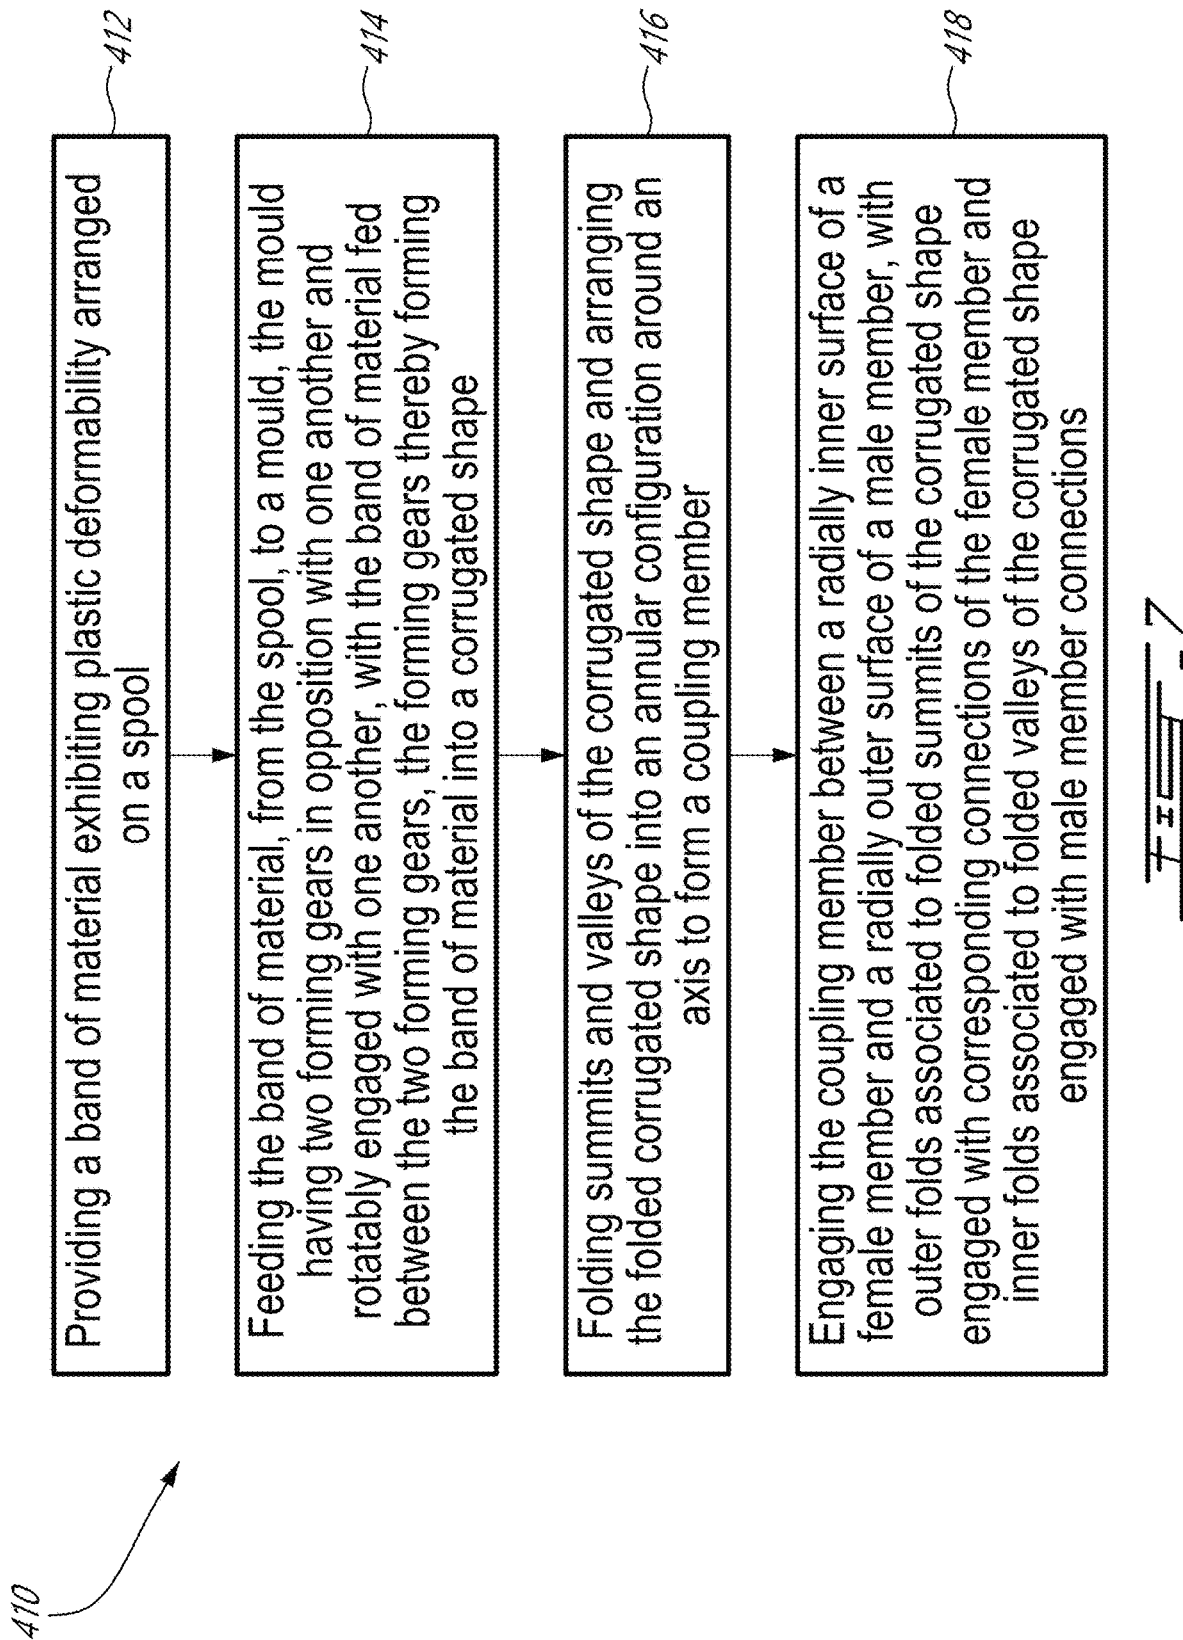 410
Providing a band of material exhibiting plastic deformability arranged
on a spool
412
Feeding the band of material, from the spool, to a mould, the mould
having two forming gears in opposition with one another and
rotatably engaged with one another, with the band of material fed
between the two forming gears, the forming gears thereby forming
the band of material into a corrugated shape
414
Folding summits and valleys of the corrugated shape and arranging
the folded corrugated shape into an annular configuration around an
axis to form a coupling member
416
Engaging the coupling member between a radially inner surface of a
female member and a radially outer surface of a male member, with
outer folds associated to folded summits of the corrugated shape
engaged with corresponding connections of the female member and
inner folds associated to folded valleys of the corrugated shape
engaged with male member connections
418
Fig. 7